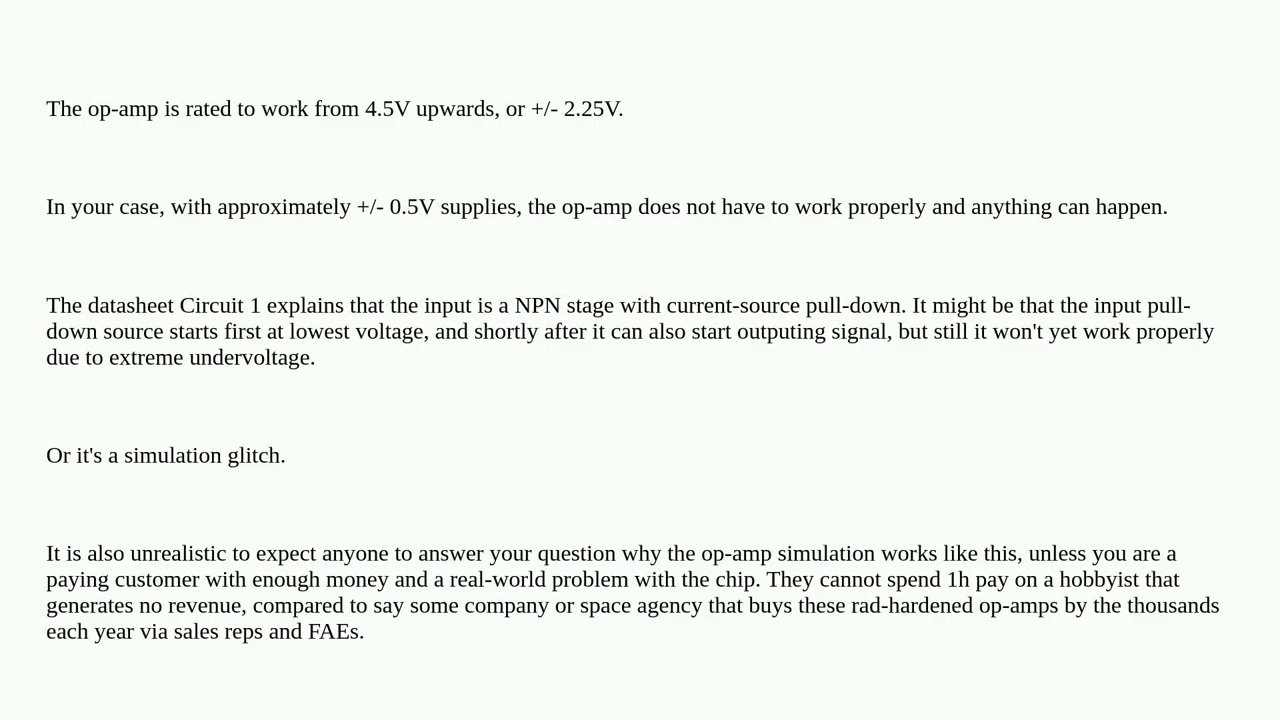 The op-amp is rated to work from 4.5V upwards, or +/- 2.25V.
In your case, with approximately +/- 0.5V supplies, the op-amp does not have to work properly and anything can happen.
The datasheet Circuit 1 explains that the input is a NPN stage with current-source pull-down. It might be that the input pull-
down source starts first at lowest voltage, and shortly after it can also start outputing signal, but still it won't yet work properly
due to extreme undervoltage.
Or it's a simulation glitch.
It is also unrealistic to expect anyone to answer your question why the op-amp simulation works like this, unless you are a
paying customer with enough money and a real-world problem with the chip. They cannot spend 1h pay on a hobbyist that
generates no revenue, compared to say some company or space agency that buys these rad-hardened op-amps by the thousands
each year via sales reps and FAEs.